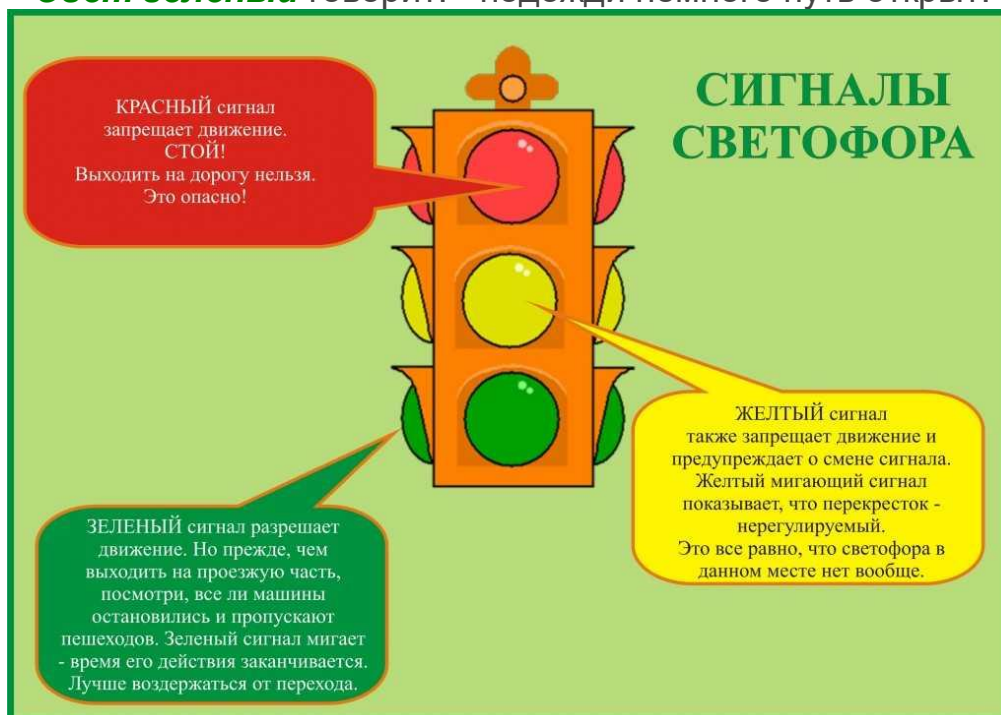 зеленый говорит:
КРАСНЫЙ сигнал
запрещает движение.
СТОЙ!
Выходить на дорогу нельзя.
Это опасно!
СИГНАЛЫ
СВЕТОФОРА
ЖЕЛТЫЙ сигнал
также запрещает движение и
предупреждает о смене сигнала.
Желтый мигающий сигнал
показывает, что перекресток -
нерегулируемый.
Это все равно, что светофора в
данном месте нет вообще.
ЗЕЛЕНЫЙ сигнал разрешает
движение. Но прежде, чем
выходить на проезжую часть,
посмотри, все ли машины
остановились и пропускают
пешеходов. Зеленый сигнал мигает
- время его действия заканчивается.
Лучше воздержаться от перехода.